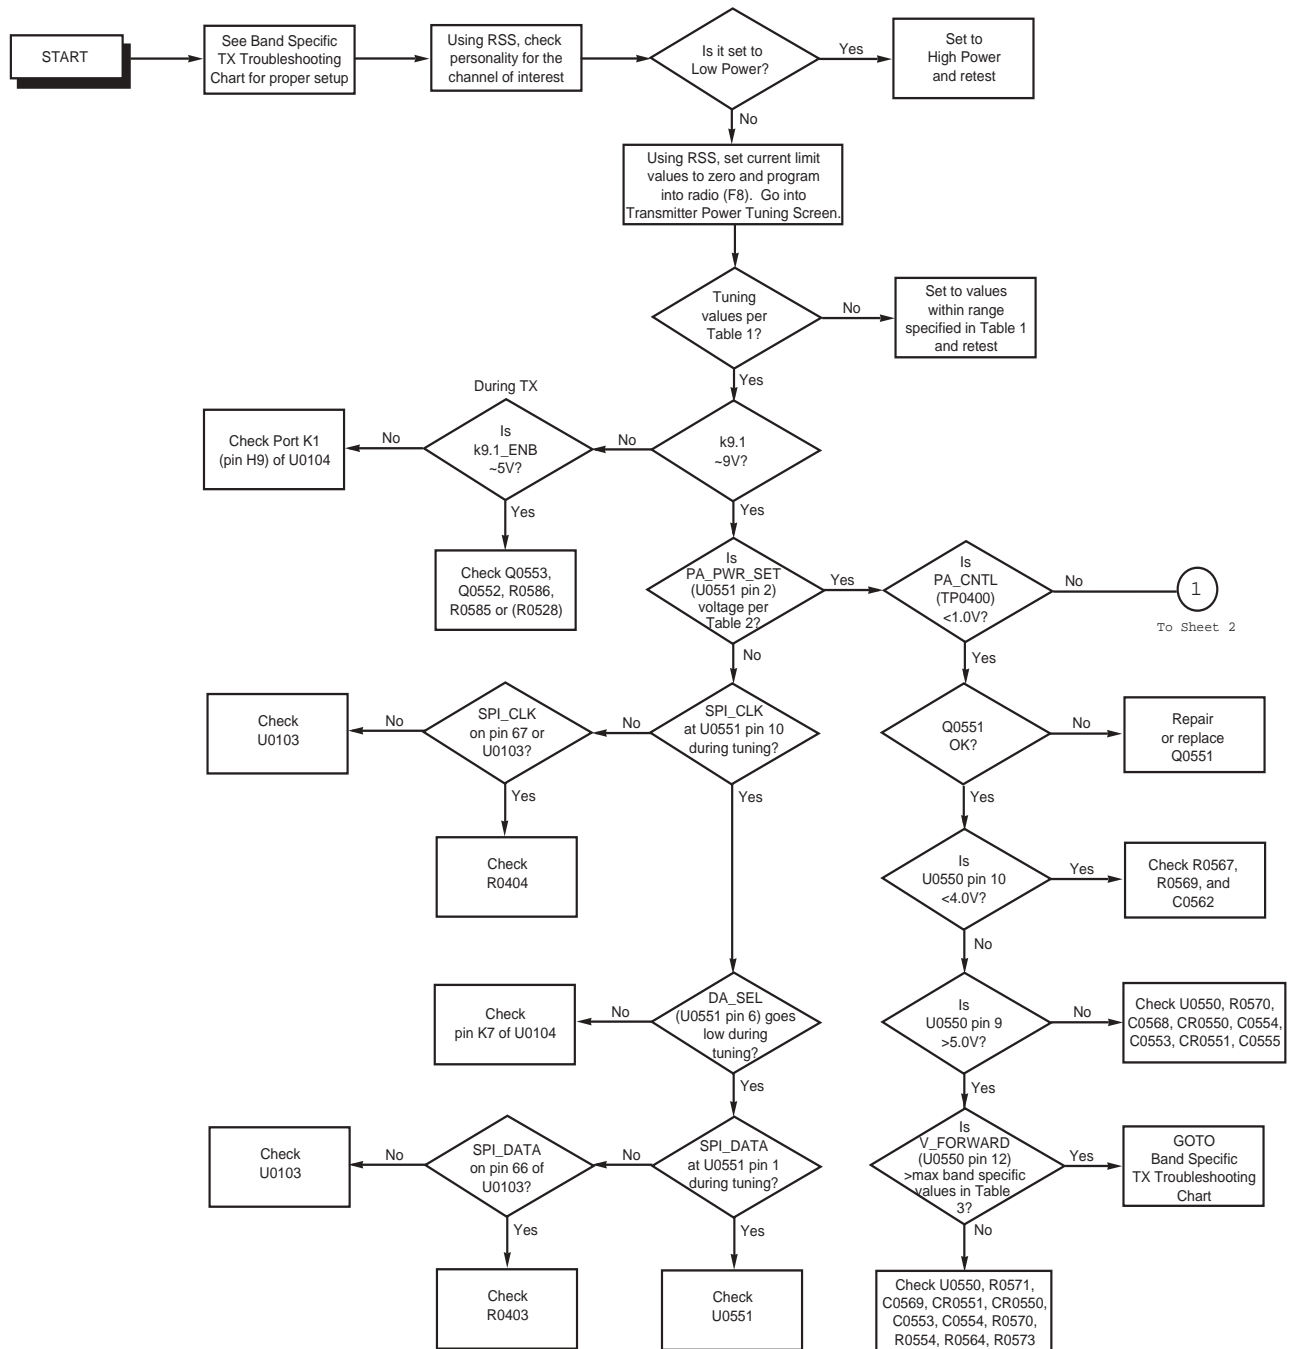 START
See Band Specific
TX Troubleshooting
Chart for proper setup
Using RSS, check
personality for the
channel of interest
Is it set to
Low Power?
Yes
Set to
High Power
and retest
No
Using RSS, set current limit
values to zero and program
into radio (F8). Go into
Transmitter Power Tuning Screen.
Tuning
values per
Table 1?
No
Set to values
within range
specified in Table 1
and retest
Yes
During TX
k9.1
~9V?
No
Is
k9.1_ENB
~5V?
No
Check Port K1
(pin H9) of U0104
Yes
Check Q0553,
Q0552, R0586,
R0585 or (R0528)
Yes
Is
PA_PWR_SET
(U0551 pin 2)
voltage per
Table 2?
Yes
Is
PA_CNTL
(TP0400)
<1.0V?
No
1
To Sheet 2
No
Yes
SPI_CLK
at U0551 pin 10
during tuning?
No
SPI_CLK
on pin 67 or
U0103?
No
Check
U0103
Yes
Check
R0404
Q0551
OK?
No
Repair
or replace
Q0551
Yes
Yes
Is
U0550 pin 10
<4.0V?
Yes
Check R0567,
R0569, and
C0562
No
DA_SEL
(U0551 pin 6) goes
low during
tuning?
No
Check
pin K7 of U0104
Is
U0550 pin 9
>5.0V?
No
Check U0550, R0570,
C0568, CR0550, C0554,
C0553, CR0551, C0555
Yes
Yes
SPI_DATA
at U0551 pin 1
during tuning?
No
SPI_DATA
on pin 66 of
U0103?
No
Check
U0103
Is
V_FORWARD
(U0550 pin 12)
>max band specific
values in Table
3?
Yes
GOTO
Band Specific
TX Troubleshooting
Chart
Yes
Check
R0403
Yes
Check
U0551
No
Check U0550, R0571,
C0569, CR0551, CR0550,
C0553, C0554, R0570,
R0554, R0564, R0573